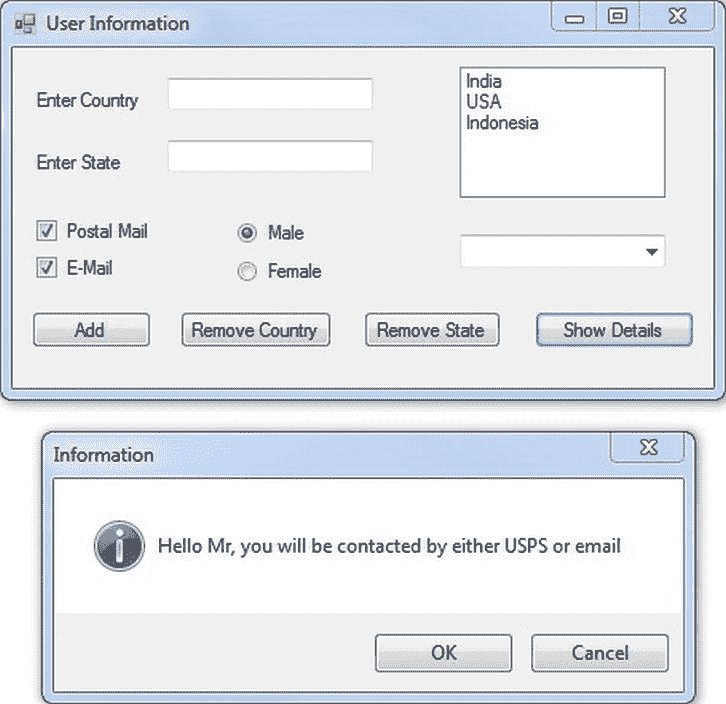 User Information
Enter Country
India
USA
Indonesia
Enter State
Postal Mail
Male
E-Mail
Female
Add
Remove Country
Remove State
Show Details
Information
Hello Mr, you will be contacted by either USPS or email
OK
Cancel